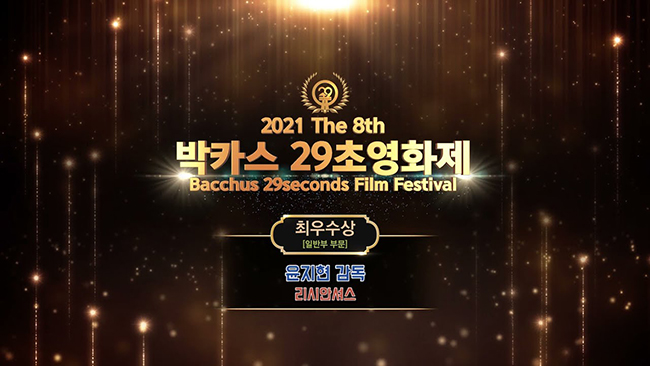 2021 The 8th
박카스 29초영화제
Bacchus 29seconds Film Festival
최우수상
[일반부 부문]
윤지현 감독
리시안셔스